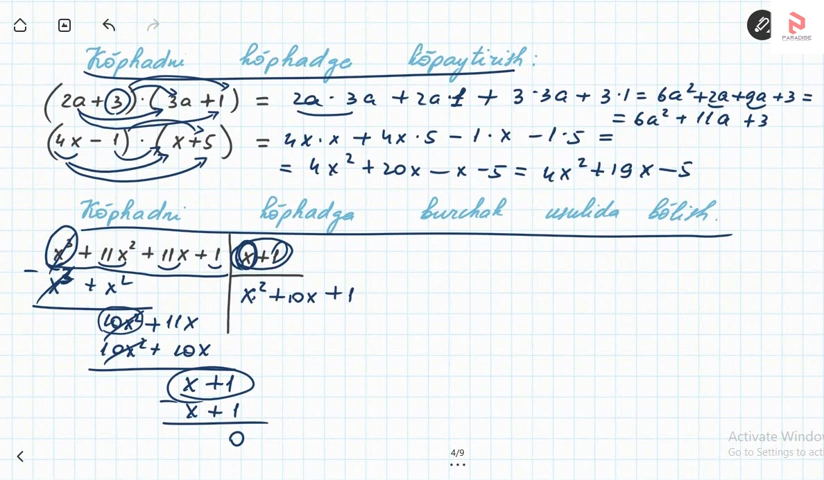 PARADISE
Ko'phadni ko'phadga ko'paytirish:
(2a+3)·(3a+1) = 2a·3a + 2a·1 + 3·3a + 3·1 = 6a²+2a+9a+3 =
= 6a² + 11a + 3
(4x-1)·(x+5) = 4x·x + 4x·5 - 1·x - 1·5 =
= 4x² + 20x - x - 5 = 4x² + 19x - 5
Ko'phadni ko'phadga burchak usulida bo'lish.
x³ + 11x² + 11x + 1 | x+1
- x³ + x² | x² + 10x + 1
10x² + 11x
10x² + 10x
x + 1
- x + 1
0
4/9
Activate Window
Go to Settings to acti